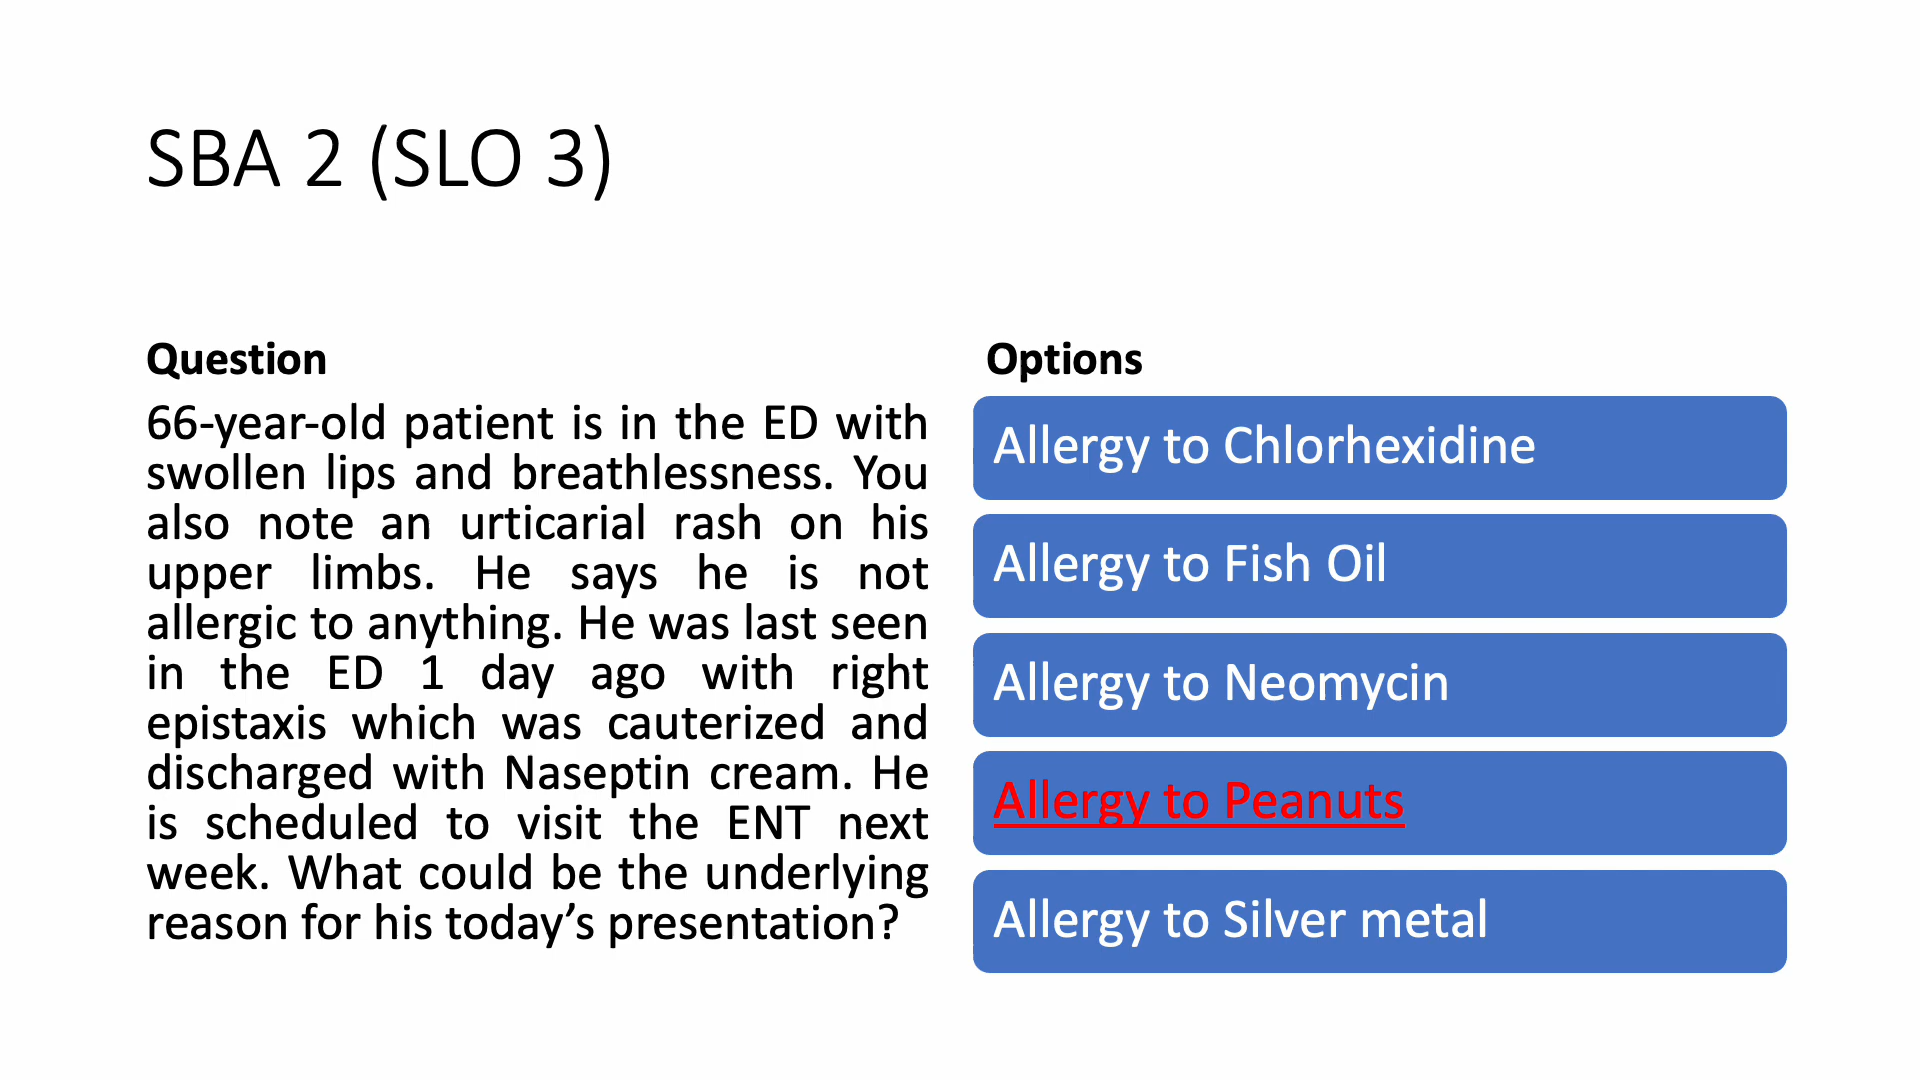 SBA 2 (SLO 3)
Question
66-year-old patient is in the ED with
swollen lips and breathlessness. You
also note an urticarial rash on his
upper limbs. He says he is not
allergic to anything. He was last seen
in the ED 1 day ago with right
epistaxis which was cauterized and
discharged with Naseptin cream. He
is scheduled to visit the ENT next
week. What could be the underlying
reason for his today’s presentation?
Options
Allergy to Chlorhexidine
Allergy to Fish Oil
Allergy to Neomycin
Allergy to Peanuts
Allergy to Silver metal